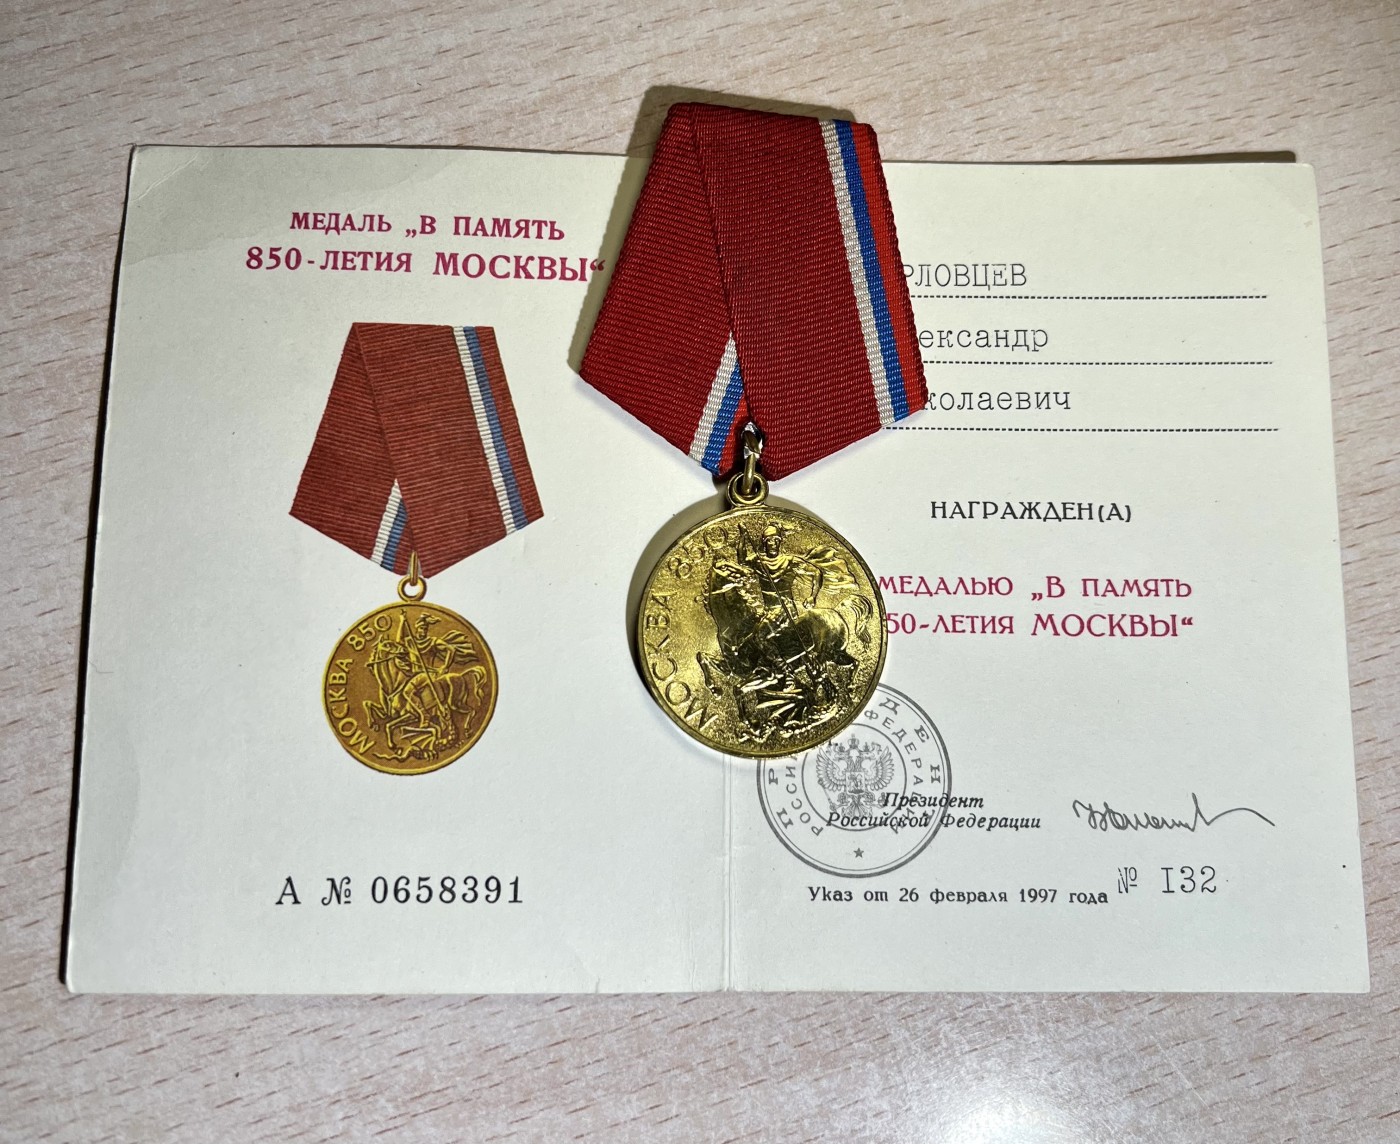 МЕДАЛЬ „В ПАМЯТЬ
850-ЛЕТИЯ МОСКВЫ“
МОСКВА 850
А № 0658391
МОСКВА 850
РЛОВЦЕВ
ександр
колаевич
НАГРАЖДЕН(А)
МЕДАЛЬЮ „В ПАМЯТЬ
50-ЛЕТИЯ МОСКВЫ“
Президент
Российской Федерации
Указ от 26 февраля 1997 года № I32